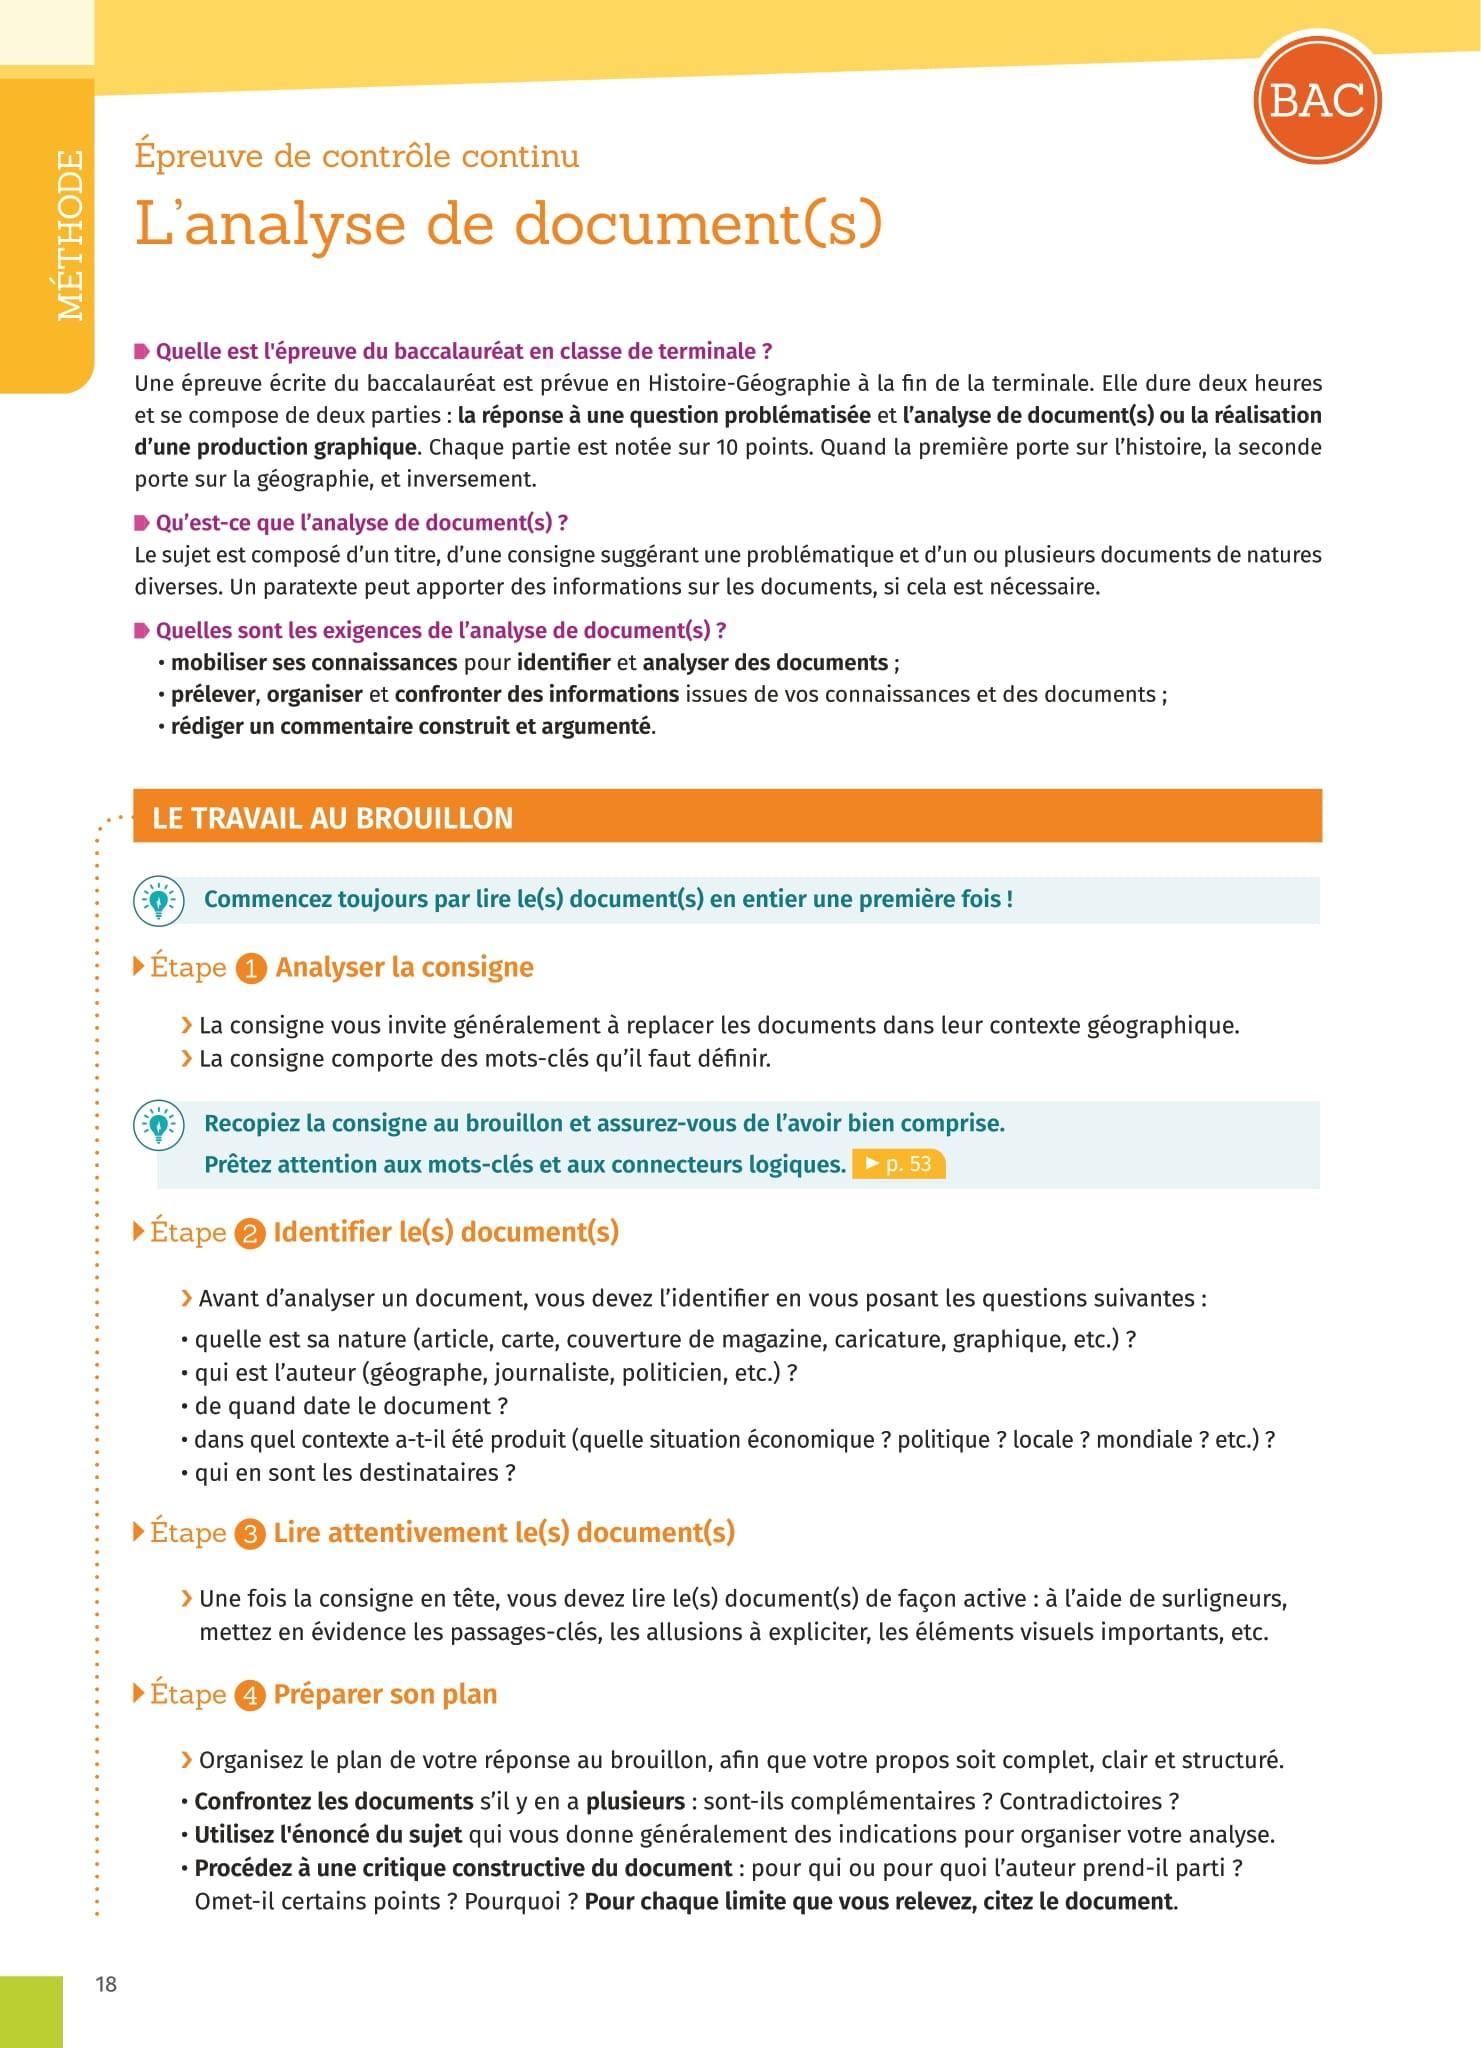 BAC
MÉTHODE
Épreuve de contrôle continu
L'analyse de document(s)
Quelle est l'épreuve du baccalauréat en classe de terminale ?
Une épreuve écrite du baccalauréat est prévue en Histoire-Géographie à la fin de la terminale. Elle dure deux heures
et se compose de deux parties : la réponse à une question problématisée et l'analyse de document(s) ou la réalisation
d'une production graphique. Chaque partie est notée sur 10 points. Quand la première porte sur l'histoire, la seconde
porte sur la géographie, et inversement.
Qu'est-ce que l'analyse de document(s) ?
Le sujet est composé d'un titre, d'une consigne suggérant une problématique et d'un ou plusieurs documents de natures
diverses. Un paratexte peut apporter des informations sur les documents, si cela est nécessaire.
Quelles sont les exigences de l'analyse de document(s) ?
• mobiliser ses connaissances pour identifier et analyser des documents ;
• prélever, organiser et confronter des informations issues de vos connaissances et des documents ;
• rédiger un commentaire construit et argumenté.
LE TRAVAIL AU BROUILLON
Commencez toujours par lire le(s) document(s) en entier une première fois !
Étape 1 Analyser la consigne
› La consigne vous invite généralement à replacer les documents dans leur contexte géographique.
› La consigne comporte des mots-clés qu'il faut définir.
Recopiez la consigne au brouillon et assurez-vous de l'avoir bien comprise.
Prêtez attention aux mots-clés et aux connecteurs logiques. ► p. 53
Étape 2 Identifier le(s) document(s)
› Avant d'analyser un document, vous devez l'identifier en vous posant les questions suivantes :
• quelle est sa nature (article, carte, couverture de magazine, caricature, graphique, etc.) ?
• qui est l'auteur (géographe, journaliste, politicien, etc.) ?
• de quand date le document ?
• dans quel contexte a-t-il été produit (quelle situation économique ? politique ? locale ? mondiale ? etc.) ?
• qui en sont les destinataires ?
Étape 3 Lire attentivement le(s) document(s)
› Une fois la consigne en tête, vous devez lire le(s) document(s) de façon active : à l'aide de surligneurs,
mettez en évidence les passages-clés, les allusions à expliciter, les éléments visuels importants, etc.
Étape 4 Préparer son plan
› Organisez le plan de votre réponse au brouillon, afin que votre propos soit complet, clair et structuré.
• Confrontez les documents s'il y en a plusieurs : sont-ils complémentaires ? Contradictoires ?
• Utilisez l'énoncé du sujet qui vous donne généralement des indications pour organiser votre analyse.
• Procédez à une critique constructive du document : pour qui ou pour quoi l'auteur prend-il parti ?
Omet-il certains points ? Pourquoi ? Pour chaque limite que vous relevez, citez le document.
18